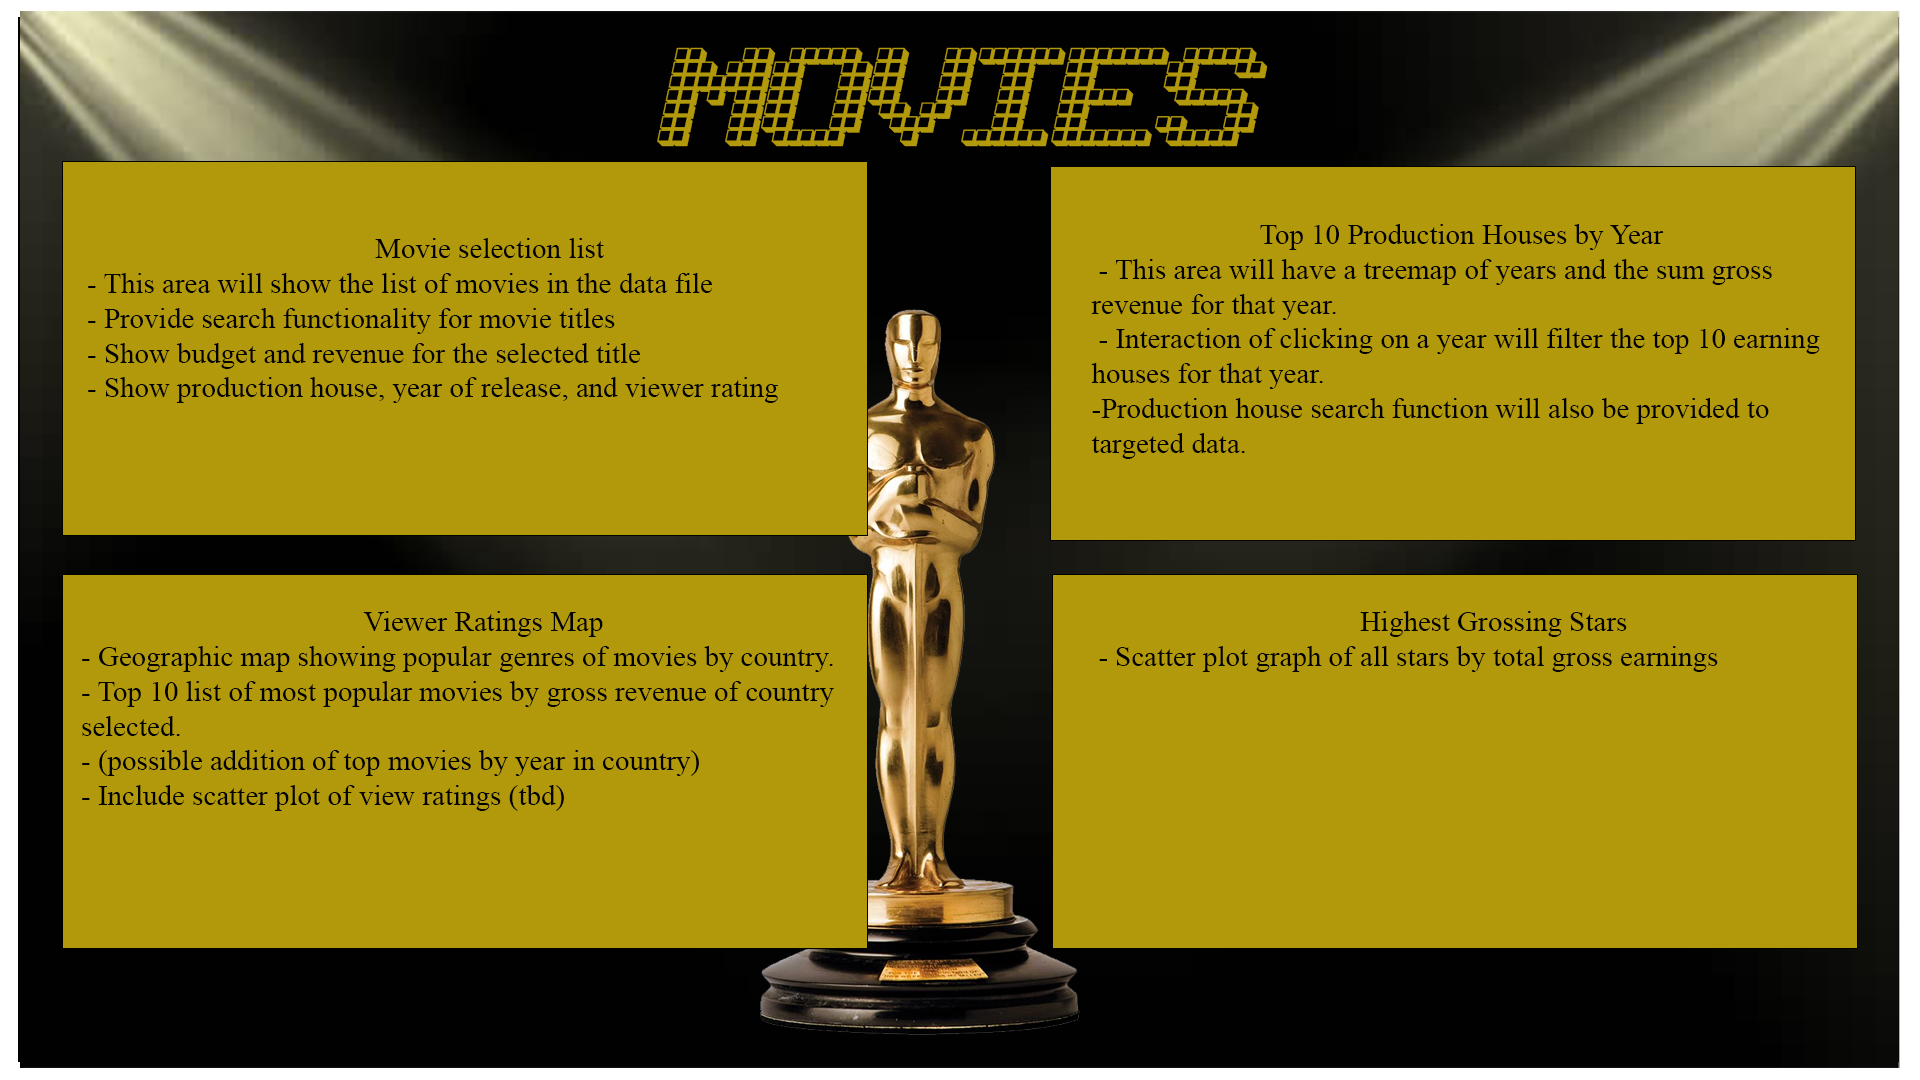 MOVIES
Movie selection list
- This area will show the list of movies in the data file
- Provide search functionality for movie titles
- Show budget and revenue for the selected title
- Show production house, year of release, and viewer rating
Top 10 Production Houses by Year
- This area will have a treemap of years and the sum gross
revenue for that year.
- Interaction of clicking on a year will filter the top 10 earning
houses for that year.
-Production house search function will also be provided to
targeted data.
Viewer Ratings Map
- Geographic map showing popular genres of movies by country.
- Top 10 list of most popular movies by gross revenue of country
selected.
- (possible addition of top movies by year in country)
- Include scatter plot of view ratings (tbd)
Highest Grossing Stars
- Scatter plot graph of all stars by total gross earnings